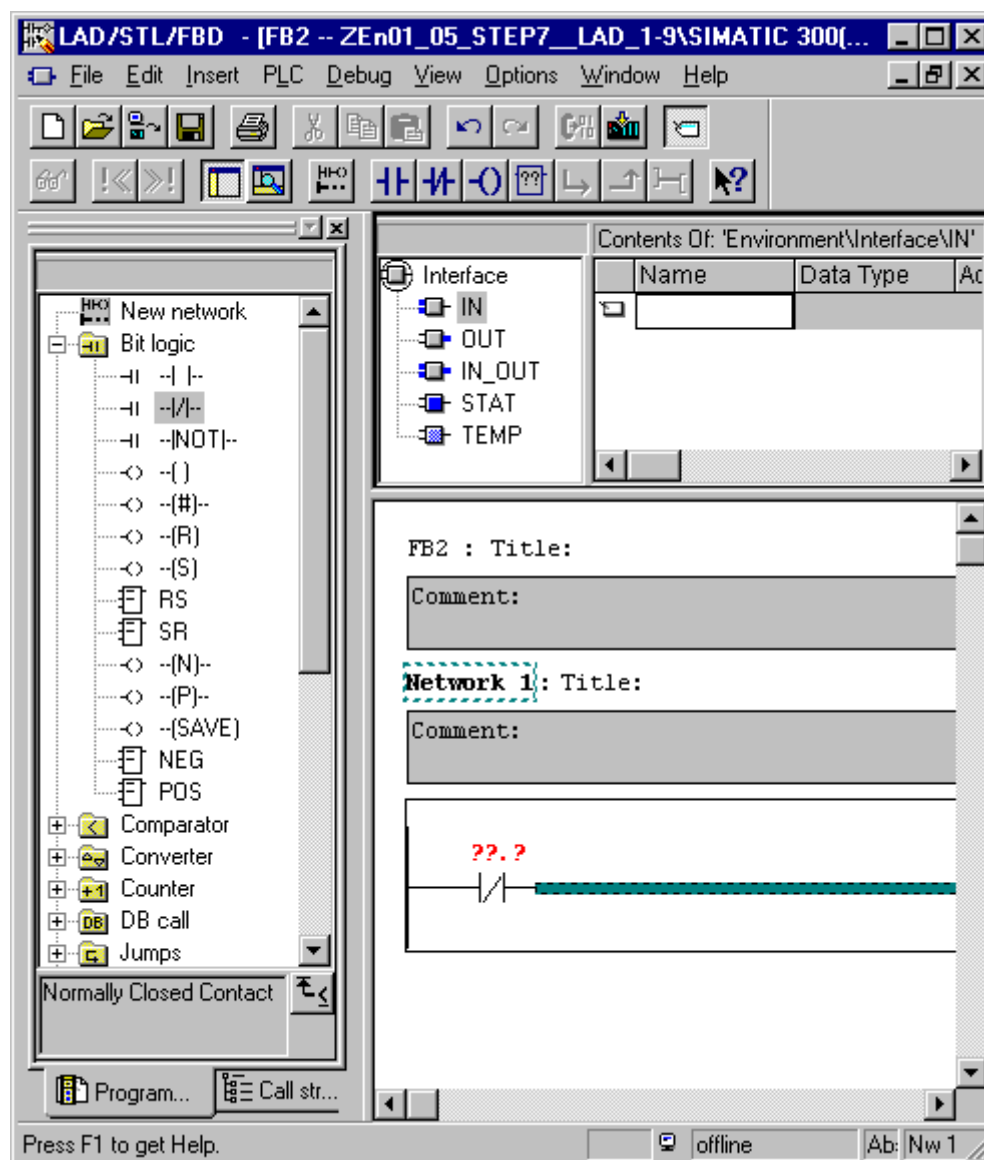 LAD/STL/FBD - [FB2 -- ZEn01_05_STEP7__LAD_1-9\SIMATIC 300(...
File Edit Insert PLC Debug View Options Window Help
Contents Of: 'Environment\Interface\IN'
Name Data Type
Interface
IN
OUT
IN_OUT
STAT
TEMP
New network
Bit logic
--| |--
--|/|--
--|NOT|--
--( )
--(#)--
--(R)
--(S)
RS
SR
--(N)--
--(P)--
--(SAVE)
NEG
POS
Comparator
Converter
Counter
DB call
Jumps
Normally Closed Contact
Program...
Call str...
FB2 : Title:
Comment:
Network 1: Title:
Comment:
??.?
Press F1 to get Help.
offline
Nw 1